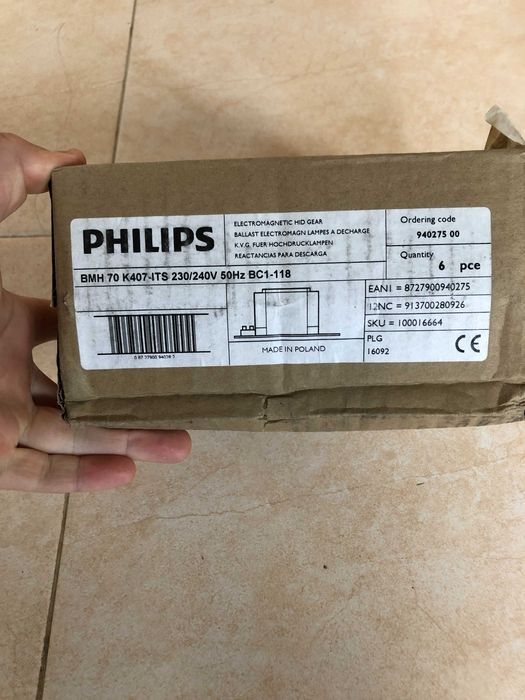 PHILIPS
ELECTROMAGNETIC HID GEAR
BALLAST ELECTROMAGN LAMPES A DECHARGE
K.V.G. FUER HOCHDRUCKLAMPEN
REACTANCIAS PARA DESCARGA
Ordering code
940275 00
Quantity
6 pce
BMH 70 K407-ITS 230/240V 50Hz BC1-118
EAN1 = 8727900940275
12NC = 913700280926
SKU = 100016664
PLG
16092
CE
MADE IN POLAND